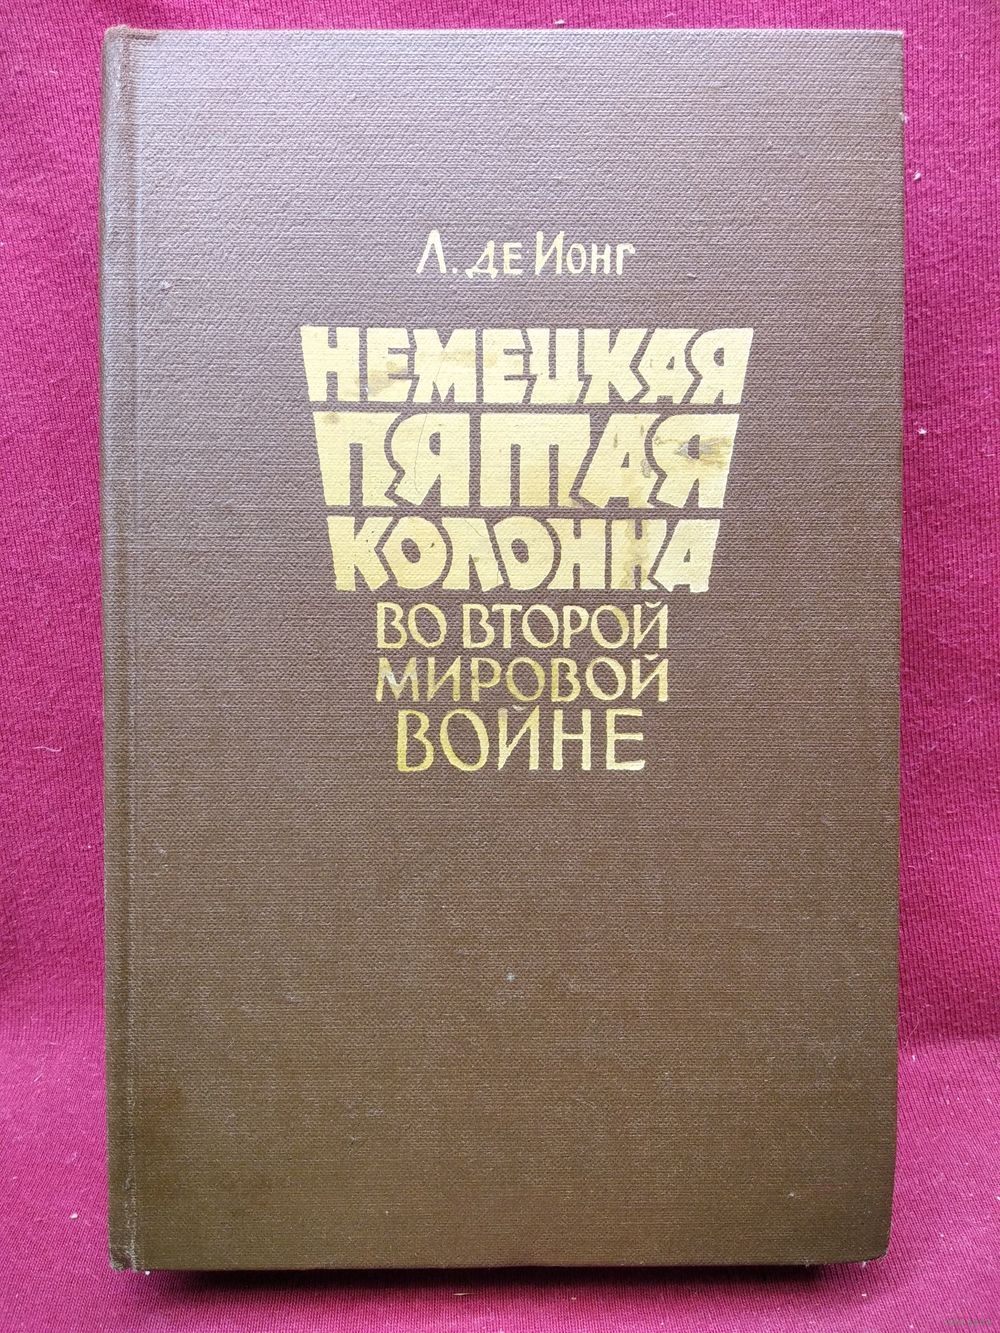 Л. де Ионг
НЕМЕЦКАЯ
ПЯТАЯ
КОЛОННА
ВО ВТОРОЙ
МИРОВОЙ
ВОЙНЕ